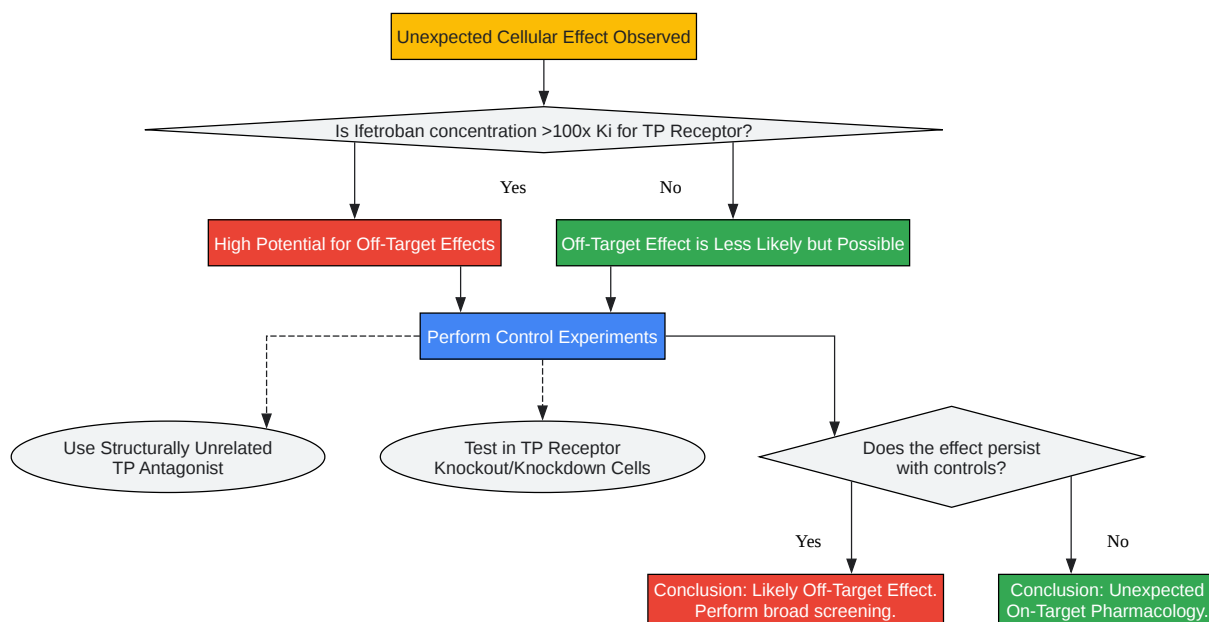 Unexpected Cellular Effect Observed
Is Ifetroban concentration >100x Ki for TP Receptor?
Yes
No
High Potential for Off-Target Effects
Off-Target Effect is Less Likely but Possible
Perform Control Experiments
Use Structurally Unrelated
TP Antagonist
Test in TP Receptor
Knockout/Knockdown Cells
Does the effect persist
with controls?
Yes
No
Conclusion: Likely Off-Target Effect.
Perform broad screening.
Conclusion: Unexpected
On-Target Pharmacology.